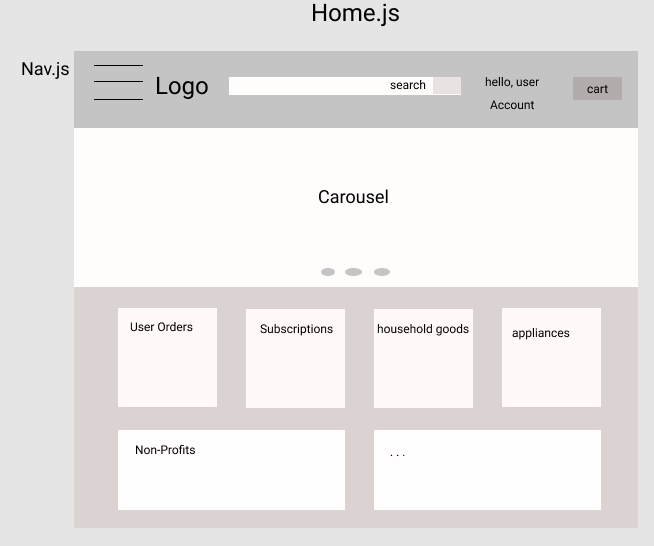 Home.js
Nav.js
Logo
search
hello, user
Account
cart
Carousel
User Orders
Subscriptions
household goods
appliances
Non-Profits
. . .